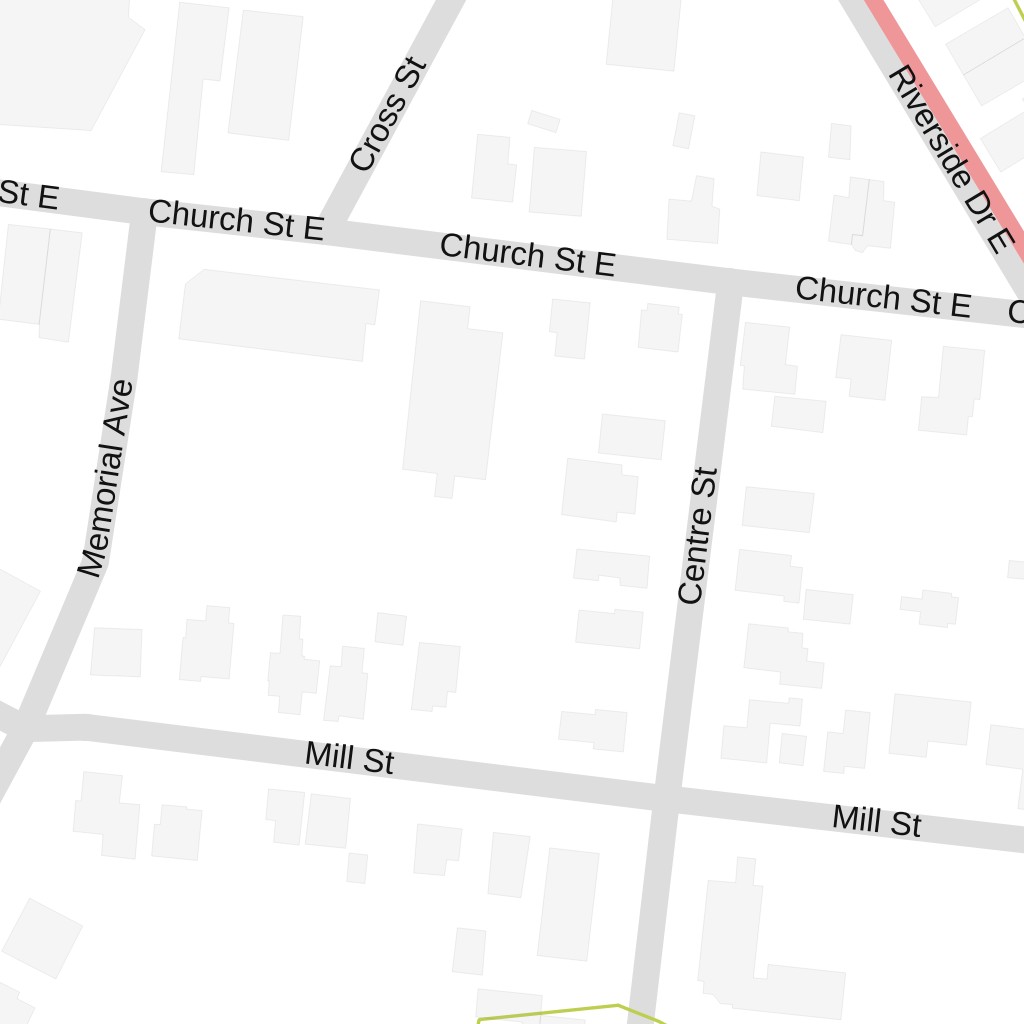 Cross St
Riverside Dr E
St E
Church St E
Church St E
Church St E
C
Memorial Ave
Centre St
Mill St
Mill St